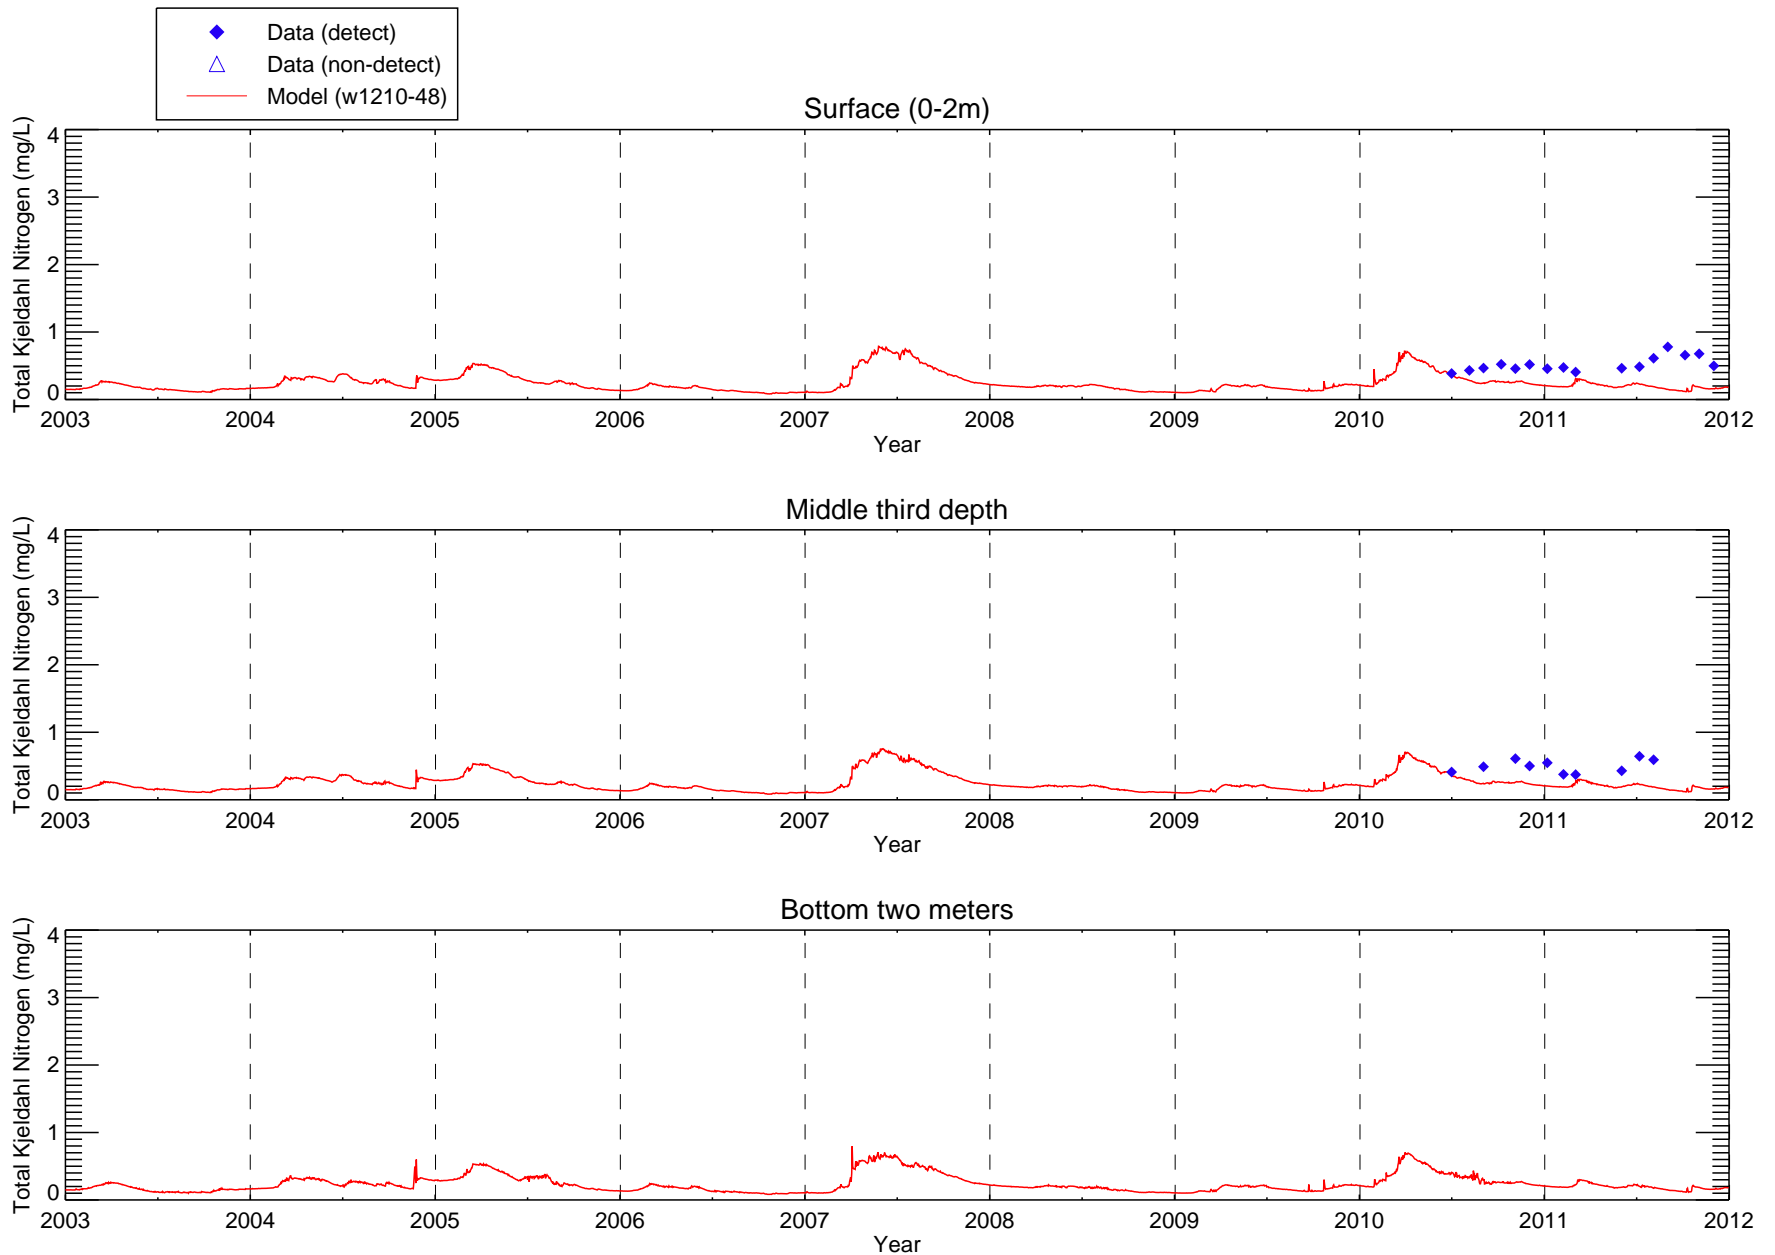 Data (detect)
Data (non-detect)
Model (w1210-48)
Surface (0-2m)
Total Kjeldahl Nitrogen (mg/L)
4
3
2
1
0
2003 2004 2005 2006 2007 2008 2009 2010 2011 2012
Year
Middle third depth
Total Kjeldahl Nitrogen (mg/L)
4
3
2
1
0
2003 2004 2005 2006 2007 2008 2009 2010 2011 2012
Year
Bottom two meters
Total Kjeldahl Nitrogen (mg/L)
4
3
2
1
0
2003 2004 2005 2006 2007 2008 2009 2010 2011 2012
Year